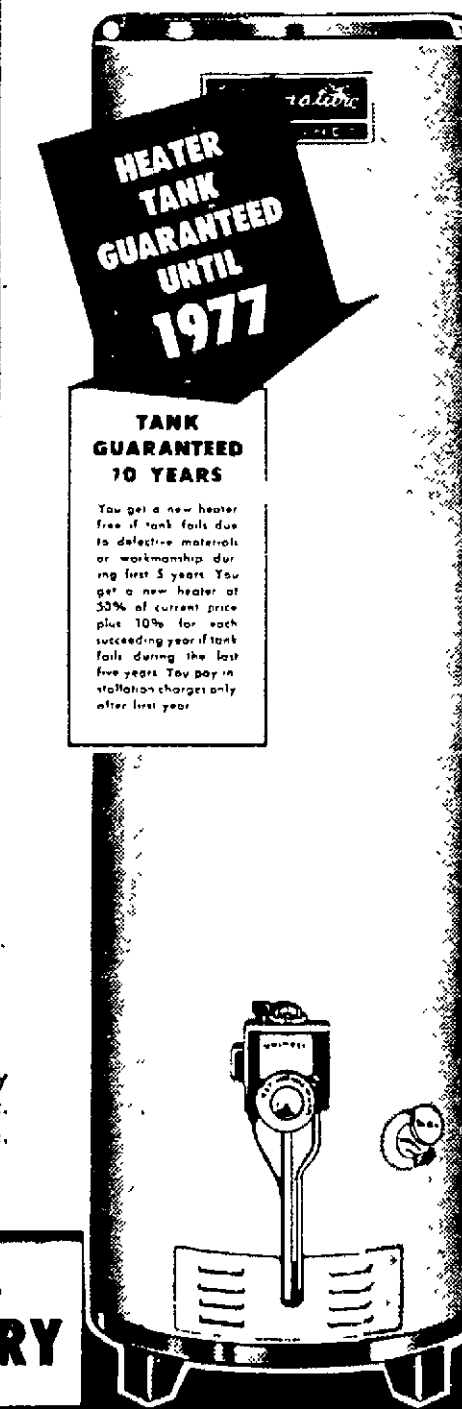 HEATER
TANK
GUARANTEED
UNTIL
1977
TANK
GUARANTEED
10 YEARS
You get a new heater
free if tank fails due
to defective materials
or workmanship dur-
ing first 5 years. You
get a new heater at
50% of current price
plus 10% for each
succeeding year if tank
fails during the last
five years. You pay in-
stallation charges only
after first year
RY